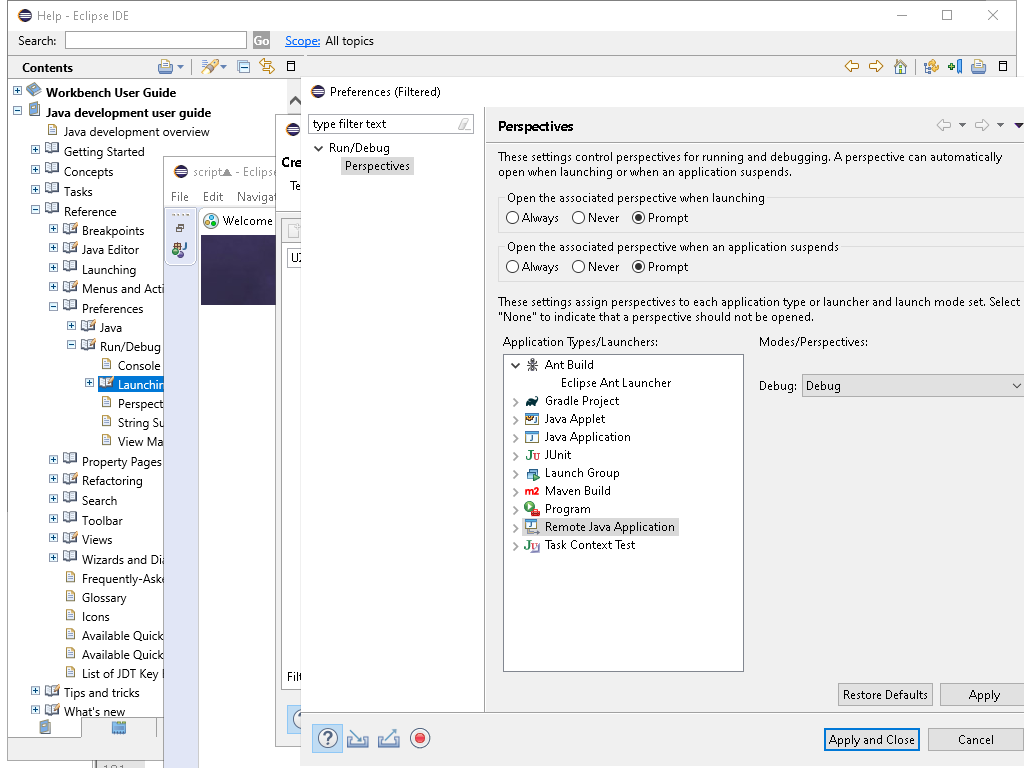 Help - Eclipse IDE
Search:
Go
Scope: All topics
Contents
Workbench User Guide
Java development user guide
Java development overview
Getting Started
Concepts
Tasks
Reference
Breakpoints
Java Editor
Launching
Menus and Acti
Preferences
Java
Run/Debug
Console
Launchin
Perspect
String Su
View Ma
Property Pages
Refactoring
Search
Toolbar
Views
Wizards and Dia
Frequently-Aske
Glossary
Icons
Available Quick
Available Quick
List of JDT Key
Tips and tricks
What's new
script - Eclipse
File Edit Navigat
Welcome
Cre
Te
Filt
Preferences (Filtered)
type filter text
Run/Debug
Perspectives
Perspectives
These settings control perspectives for running and debugging. A perspective can automatically
open when launching or when an application suspends.
Open the associated perspective when launching
Always Never Prompt
Open the associated perspective when an application suspends
Always Never Prompt
These settings assign perspectives to each application type or launcher and launch mode set. Select
"None" to indicate that a perspective should not be opened.
Application Types/Launchers:
Modes/Perspectives:
Ant Build
Eclipse Ant Launcher
Gradle Project
Java Applet
Java Application
JUnit
Launch Group
m2 Maven Build
Program
Remote Java Application
Task Context Test
Debug: Debug
Restore Defaults
Apply
Apply and Close
Cancel